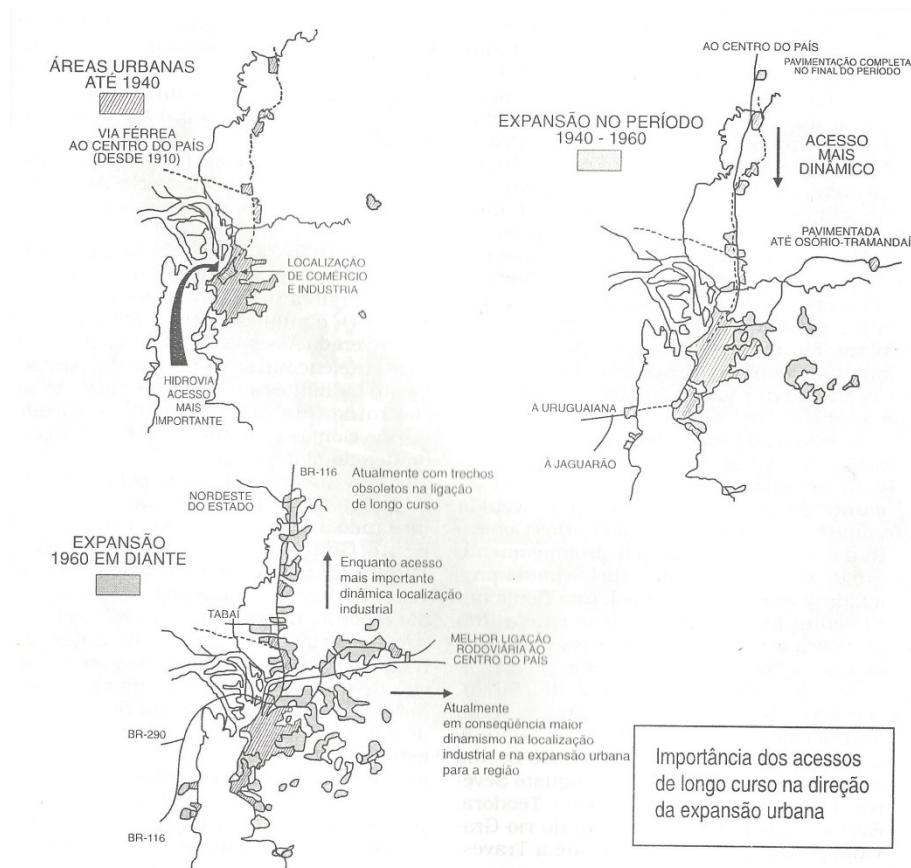 ÁREAS URBANAS
ATÉ 1940
VIA FÉRREA
AO CENTRO DO PAÍS
(DESDE 1910)
LOCALIZAÇÃO
DE COMÉRCIO
E INDUSTRIA
HIDROVIA
ACESSO
MAIS
IMPORTANTE
AO CENTRO DO PAÍS
PAVIMENTAÇÃO COMPLETA
NO FINAL DO PERÍODO
EXPANSÃO NO PERÍODO
1940 - 1960
ACESSO
MAIS
DINÂMICO
PAVIMENTADA
ATÉ OSÓRIO-TRAMANDAÍ
À URUGUAIANA
À JAGUARÃO
BR-116
Atualmente com trechos
obsoletos na ligação
de longo curso
NORDESTE
DO ESTADO
EXPANSÃO
1960 EM DIANTE
Enquanto acesso
mais importante
dinâmica localização
industrial
TABAÍ
MELHOR LIGAÇÃO
RODOVIÁRIA AO
CENTRO DO PAÍS
Atualmente
em conseqüência maior
dinamismo na localização
industrial e na expansão urbana
para a região
BR-290
BR-116
Importância dos acessos
de longo curso na direção
da expansão urbana